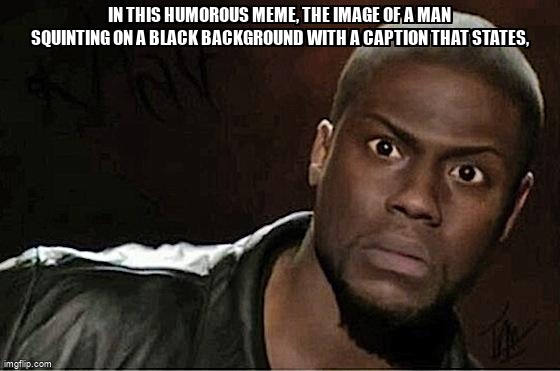 IN THIS HUMOROUS MEME, THE IMAGE OF A MAN
SQUINTING ON A BLACK BACKGROUND WITH A CAPTION THAT STATES,
imgflip.com